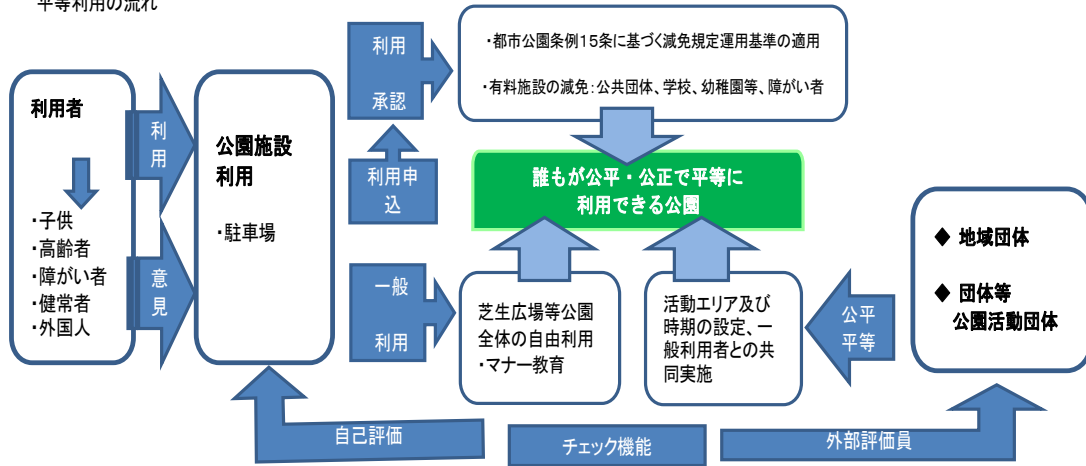 平等利用の流れ
利用者
・子供
・高齢者
・障がい者
・健常者
・外国人
利
用
意
見
公園施設
利用
・駐車場
利用
承認
利用申
込
一般
利用
・都市公園条例15条に基づく減免規定運用基準の適用
・有料施設の減免：公共団体、学校、幼稚園等、障がい者
誰もが公平・公正で平等に
利用できる公園
芝生広場等公園
全体の自由利用
・マナー教育
活動エリア及び
時期の設定、一
般利用者との共
同実施
公平
平等
◆ 地域団体
◆ 団体等
公園活動団体
自己評価
チェック機能
外部評価員